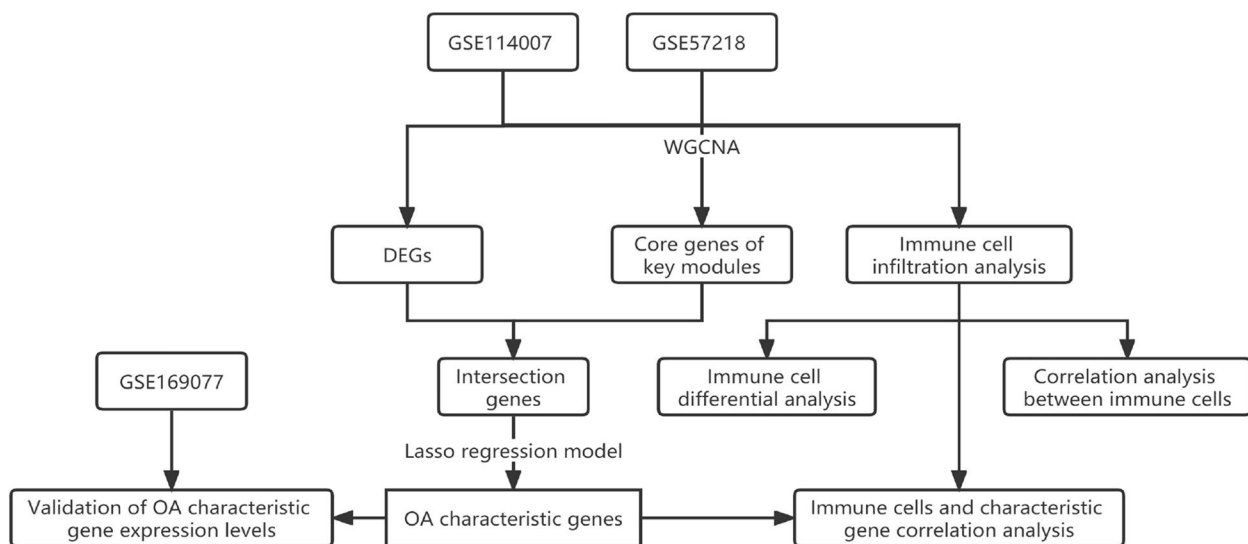 GSE114007
GSE57218
WGCNA
DEGs
Core genes of
key modules
Immune cell
infiltration analysis
GSE169077
Intersection
genes
Immune cell
differential analysis
Correlation analysis
between immune cells
Lasso regression model
Validation of OA characteristic
gene expression levels
OA characteristic genes
Immune cells and characteristic
gene correlation analysis